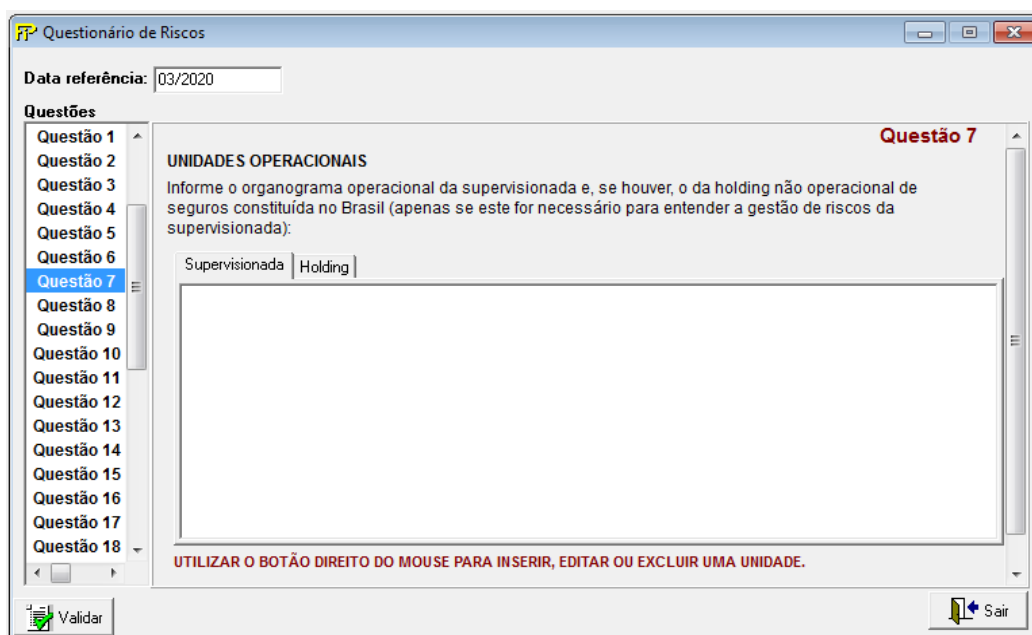 FIP Questionário de Riscos
Data referência: 03/2020
Questões
Questão 1
Questão 2
Questão 3
Questão 4
Questão 5
Questão 6
Questão 7
Questão 8
Questão 9
Questão 10
Questão 11
Questão 12
Questão 13
Questão 14
Questão 15
Questão 16
Questão 17
Questão 18
Questão 7
UNIDADES OPERACIONAIS
Informe o organograma operacional da supervisionada e, se houver, o da holding não operacional de
seguros constituída no Brasil (apenas se este for necessário para entender a gestão de riscos da
supervisionada):
Supervisionada Holding
UTILIZAR O BOTÃO DIREITO DO MOUSE PARA INSERIR, EDITAR OU EXCLUIR UMA UNIDADE.
Validar
Sair